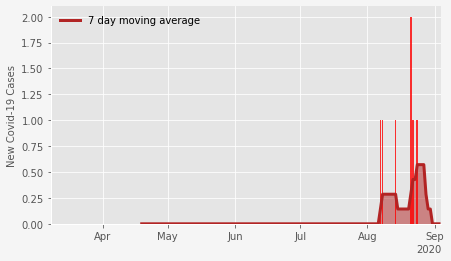 7 day moving average
New Covid-19 Cases
2.00
1.75
1.50
1.25
1.00
0.75
0.50
0.25
0.00
Apr
May
Jun
Jul
Aug
Sep
2020